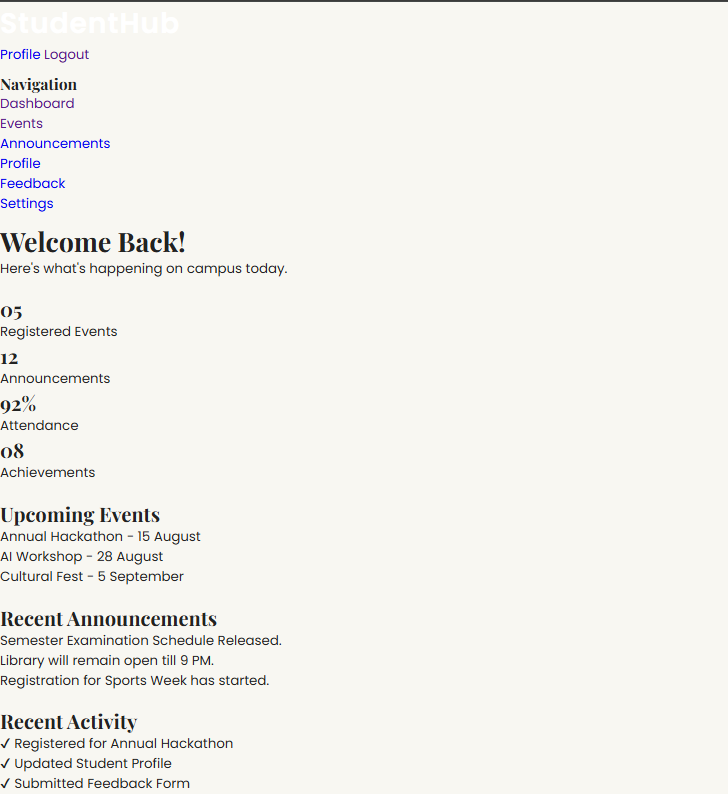 StudentHub
Profile Logout
Navigation
Dashboard
Events
Announcements
Profile
Feedback
Settings
Welcome Back!
Here's what's happening on campus today.
05
Registered Events
12
Announcements
92%
Attendance
08
Achievements
Upcoming Events
Annual Hackathon - 15 August
AI Workshop - 28 August
Cultural Fest - 5 September
Recent Announcements
Semester Examination Schedule Released.
Library will remain open till 9 PM.
Registration for Sports Week has started.
Recent Activity
✓ Registered for Annual Hackathon
✓ Updated Student Profile
✓ Submitted Feedback Form